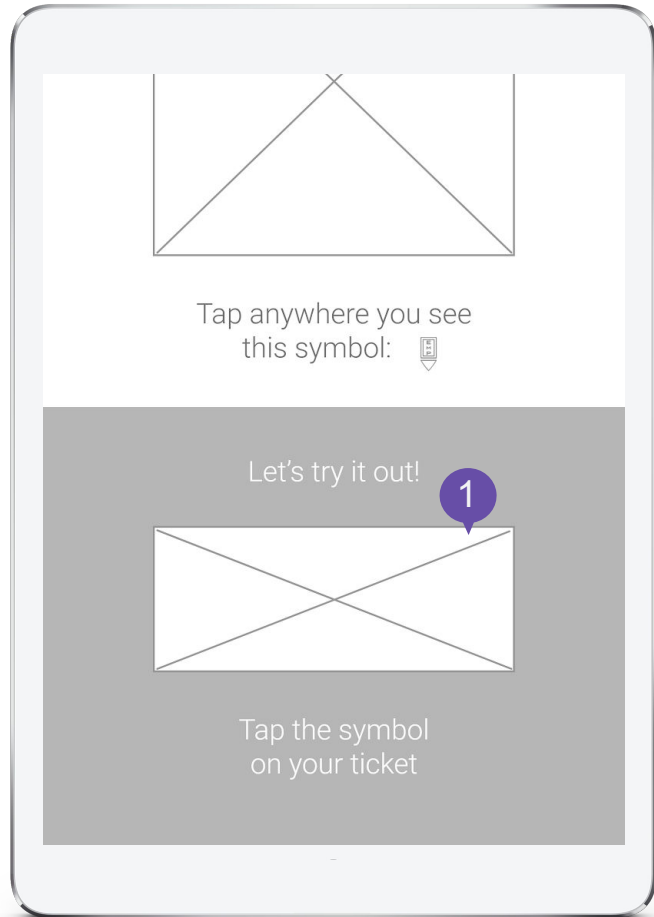 Tap anywhere you see
this symbol:
Let's try it out!
1
Tap the symbol
on your ticket